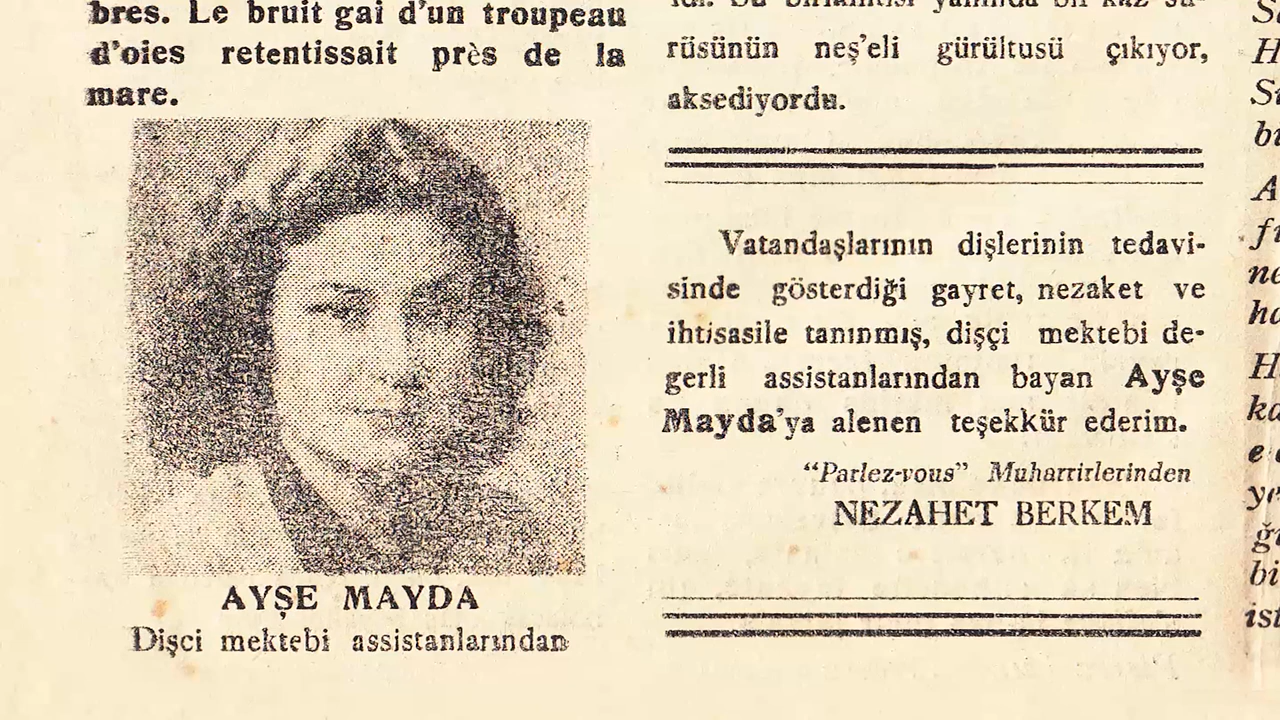 bres. Le bruit gai d'un troupeau
d'oies retentissait près de la
mare.
AYŞE MAYDA
Dişci mektebi assistanlarından
rüsünün neş'eli gürültusü çıkıyor,
aksediyordu.
Vatandaşlarının dişlerinin tedavi-
sinde gösterdiği gayret, nezaket ve
ihtisasile tanınmış, dişçi mektebi de-
gerli assistanlarından bayan Ayşe
Mayda'ya alenen teşekkür ederim.
"Parlez-vous" Muharrirlerinden
NEZAHET BERKEM